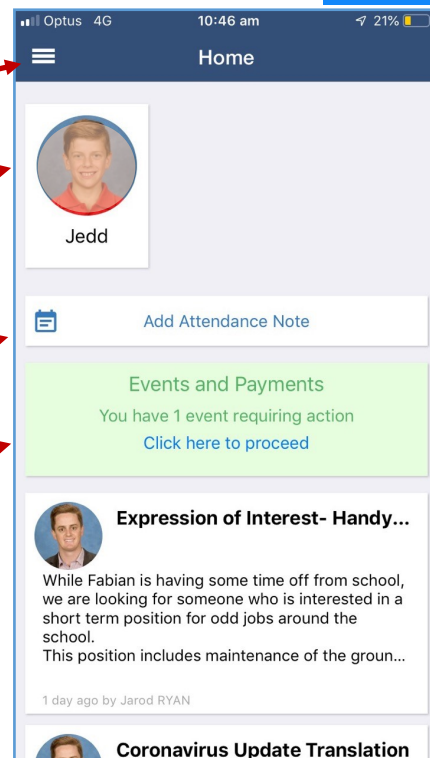 Optus 4G 10:46 am 21%
Home
Jedd
Add Attendance Note
Events and Payments
You have 1 event requiring action
Click here to proceed
Expression of Interest- Handy...
While Fabian is having some time off from school,
we are looking for someone who is interested in a
short term position for odd jobs around the
school.
This position includes maintenance of the groun...
1 day ago by Jarod RYAN
Coronavirus Update Translation